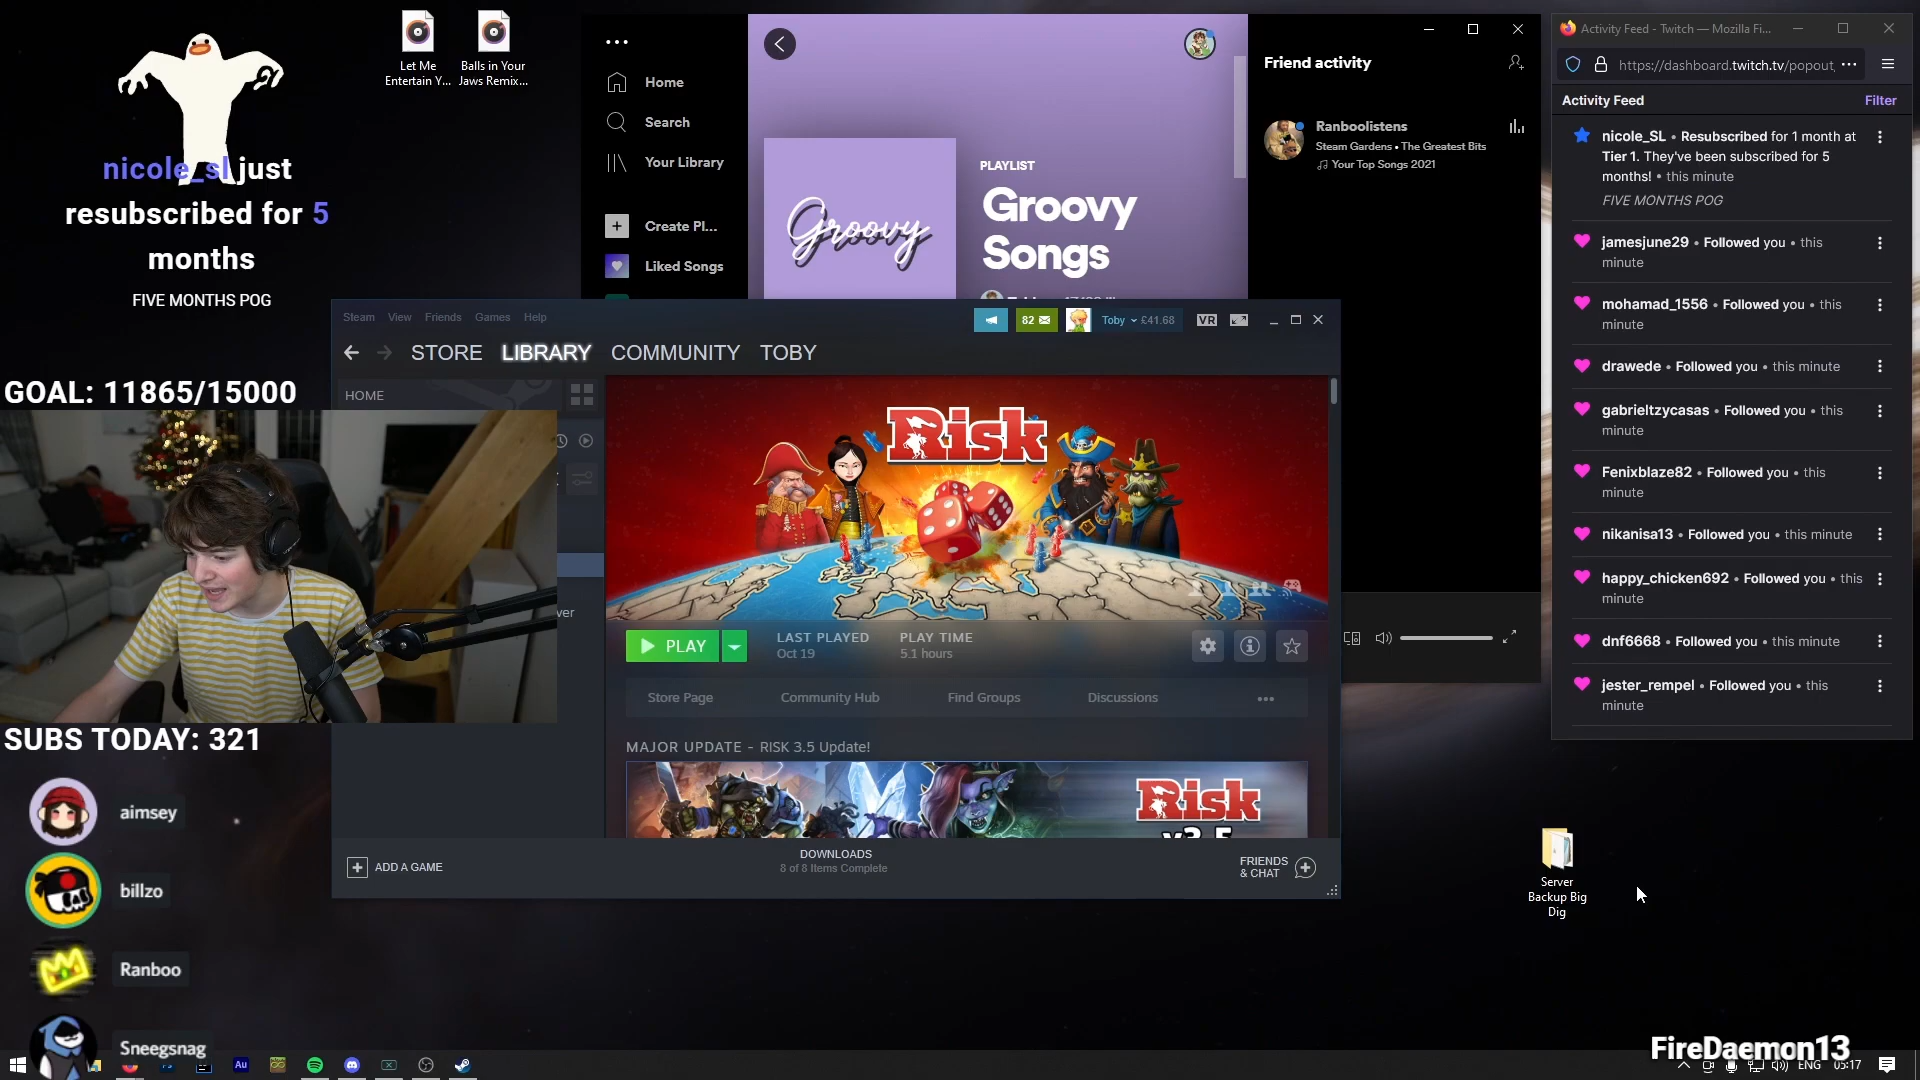 Let Me
Entertain Y...
Balls in Your
Jaws Remix...
nicole_sl just
resubscribed for 5
months
FIVE MONTHS POG
GOAL: 11865/15000
SUBS TODAY: 321
aimsey
billzo
Ranboo
Sneegsnag
Home
Search
Your Library
Create Pl...
Liked Songs
Groovy
PLAYLIST
Groovy
Songs
Friend activity
Ranboolistens
Steam Gardens • The Greatest Bits
Your Top Songs 2021
Steam View Friends Games Help
82
Toby £41.68
VR
STORE LIBRARY COMMUNITY TOBY
HOME
ver
Risk
PLAY
LAST PLAYED
Oct 19
PLAY TIME
5.1 hours
Store Page Community Hub Find Groups Discussions
MAJOR UPDATE - RISK 3.5 Update!
Risk
v3.5
ADD A GAME
DOWNLOADS
8 of 8 Items Complete
FRIENDS
& CHAT
Activity Feed - Twitch — Mozilla Fi...
https://dashboard.twitch.tv/popout
Activity Feed
Filter
nicole_SL • Resubscribed for 1 month at
Tier 1. They've been subscribed for 5
months! • this minute
FIVE MONTHS POG
jamesjune29 • Followed you • this
minute
mohamad_1556 • Followed you • this
minute
drawede • Followed you • this minute
gabrieltzycasas • Followed you • this
minute
Fenixblaze82 • Followed you • this
minute
nikanisa13 • Followed you • this minute
happy_chicken692 • Followed you • this
minute
dnf6668 • Followed you • this minute
jester_rempel • Followed you • this
minute
Server
Backup Big
Dig
FireDaemon13
Au
ENG
05:17